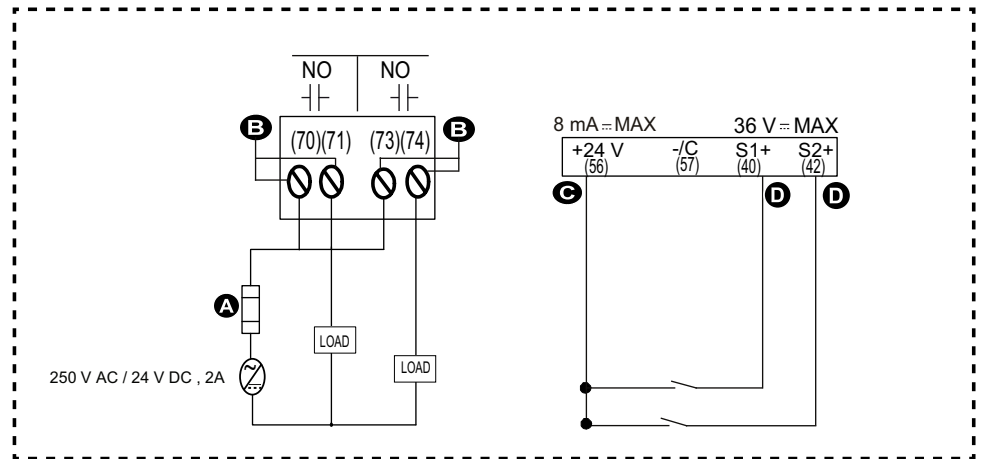 NO NO
B (70)(71) (73)(74) B
8 mA⎓MAX 36 V⎓MAX
+24 V -/C S1+ S2+
(56) (57) (40) (42)
C D D
A
LOAD
LOAD
250 V AC / 24 V DC , 2A